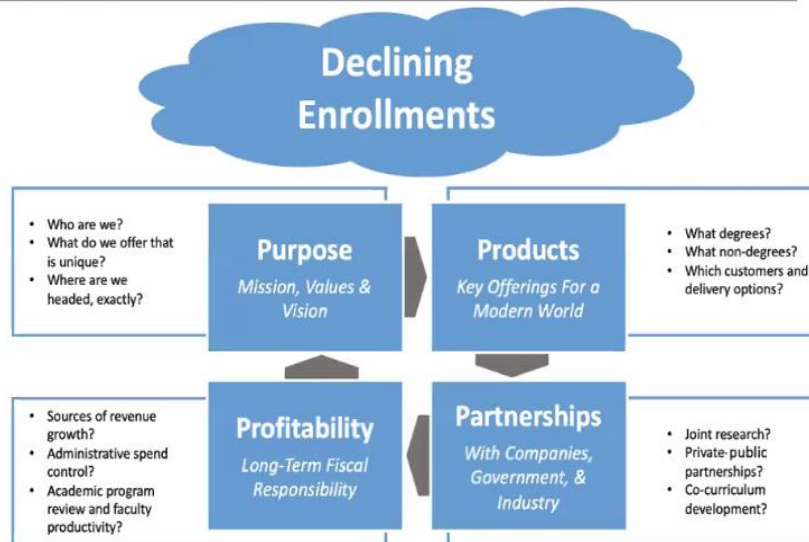 Declining
Enrollments
• Who are we?
• What do we offer that
is unique?
• Where are we
headed, exactly?
Purpose
Mission, Values &
Vision
Products
Key Offerings For a
Modern World
• What degrees?
• What non-degrees?
• Which customers and
delivery options?
• Sources of revenue
growth?
• Administrative spend
control?
• Academic program
review and faculty
productivity?
Profitability
Long-Term Fiscal
Responsibility
Partnerships
With Companies,
Government, &
Industry
• Joint research?
• Private-public
partnerships?
• Co-curriculum
development?